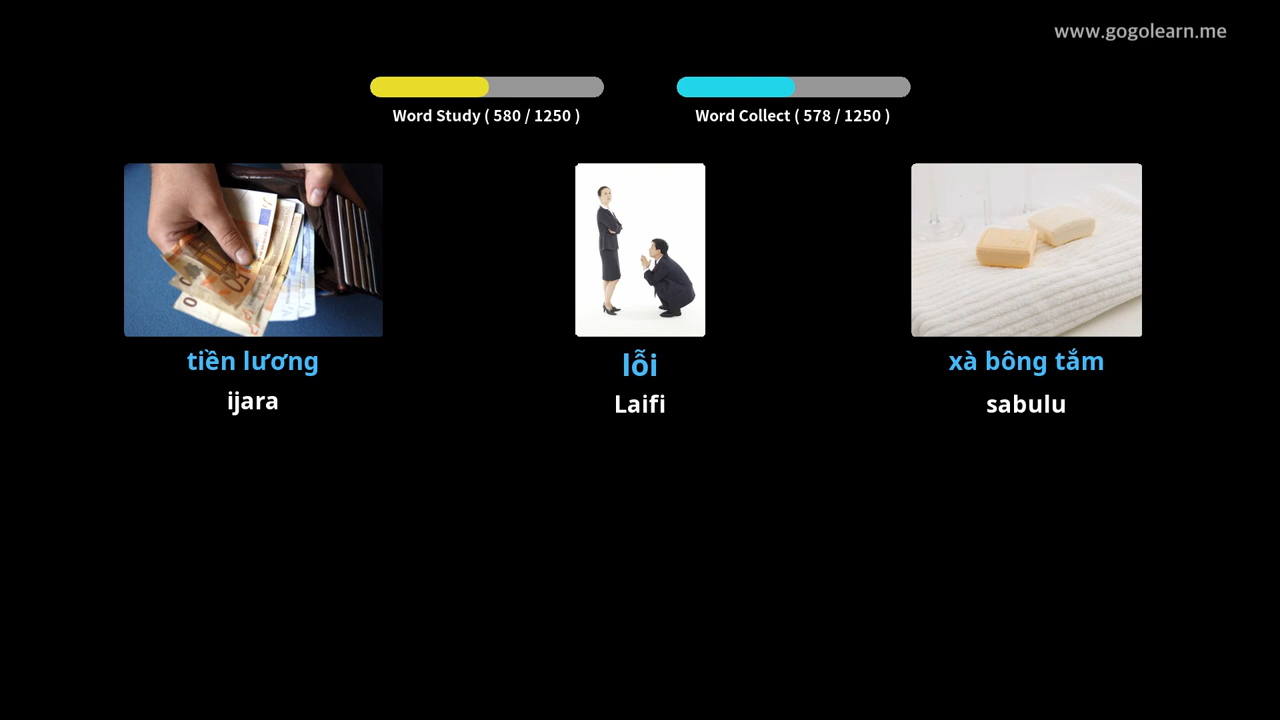 www.gogolearn.me
Word Study ( 580 / 1250 )
Word Collect ( 578 / 1250 )
tiền lương
ijara
lỗi
Laifi
xà bông tắm
sabulu